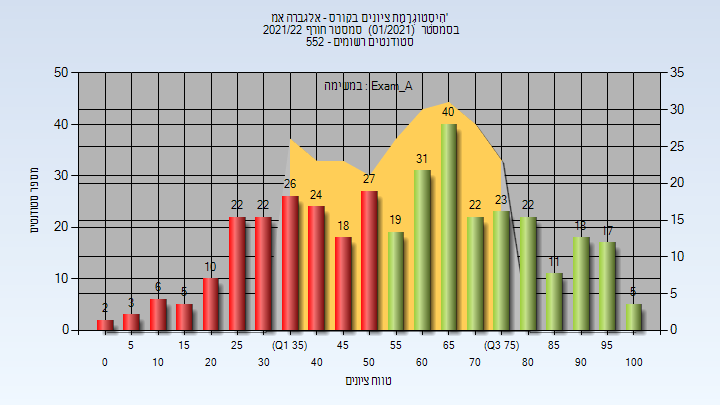 היסטוגרמת ציונים בקורס - אלגברה אמ'
בסמסטר (01/2021) סמסטר חורף 2021/22
סטודנטים רשומים - 552
במשימה : Exam_A
מספר סטודנטים
50
40
30
20
10
0
35
30
25
20
15
10
5
0
2 3 6 5 10 22 22 26 24 18 27 19 31 40 22 23 22 11 18 17 5
5 15 25 (Q1 35) 45 55 65 (Q3 75) 85 95
0 10 20 30 40 50 60 70 80 90 100
טווח ציונים